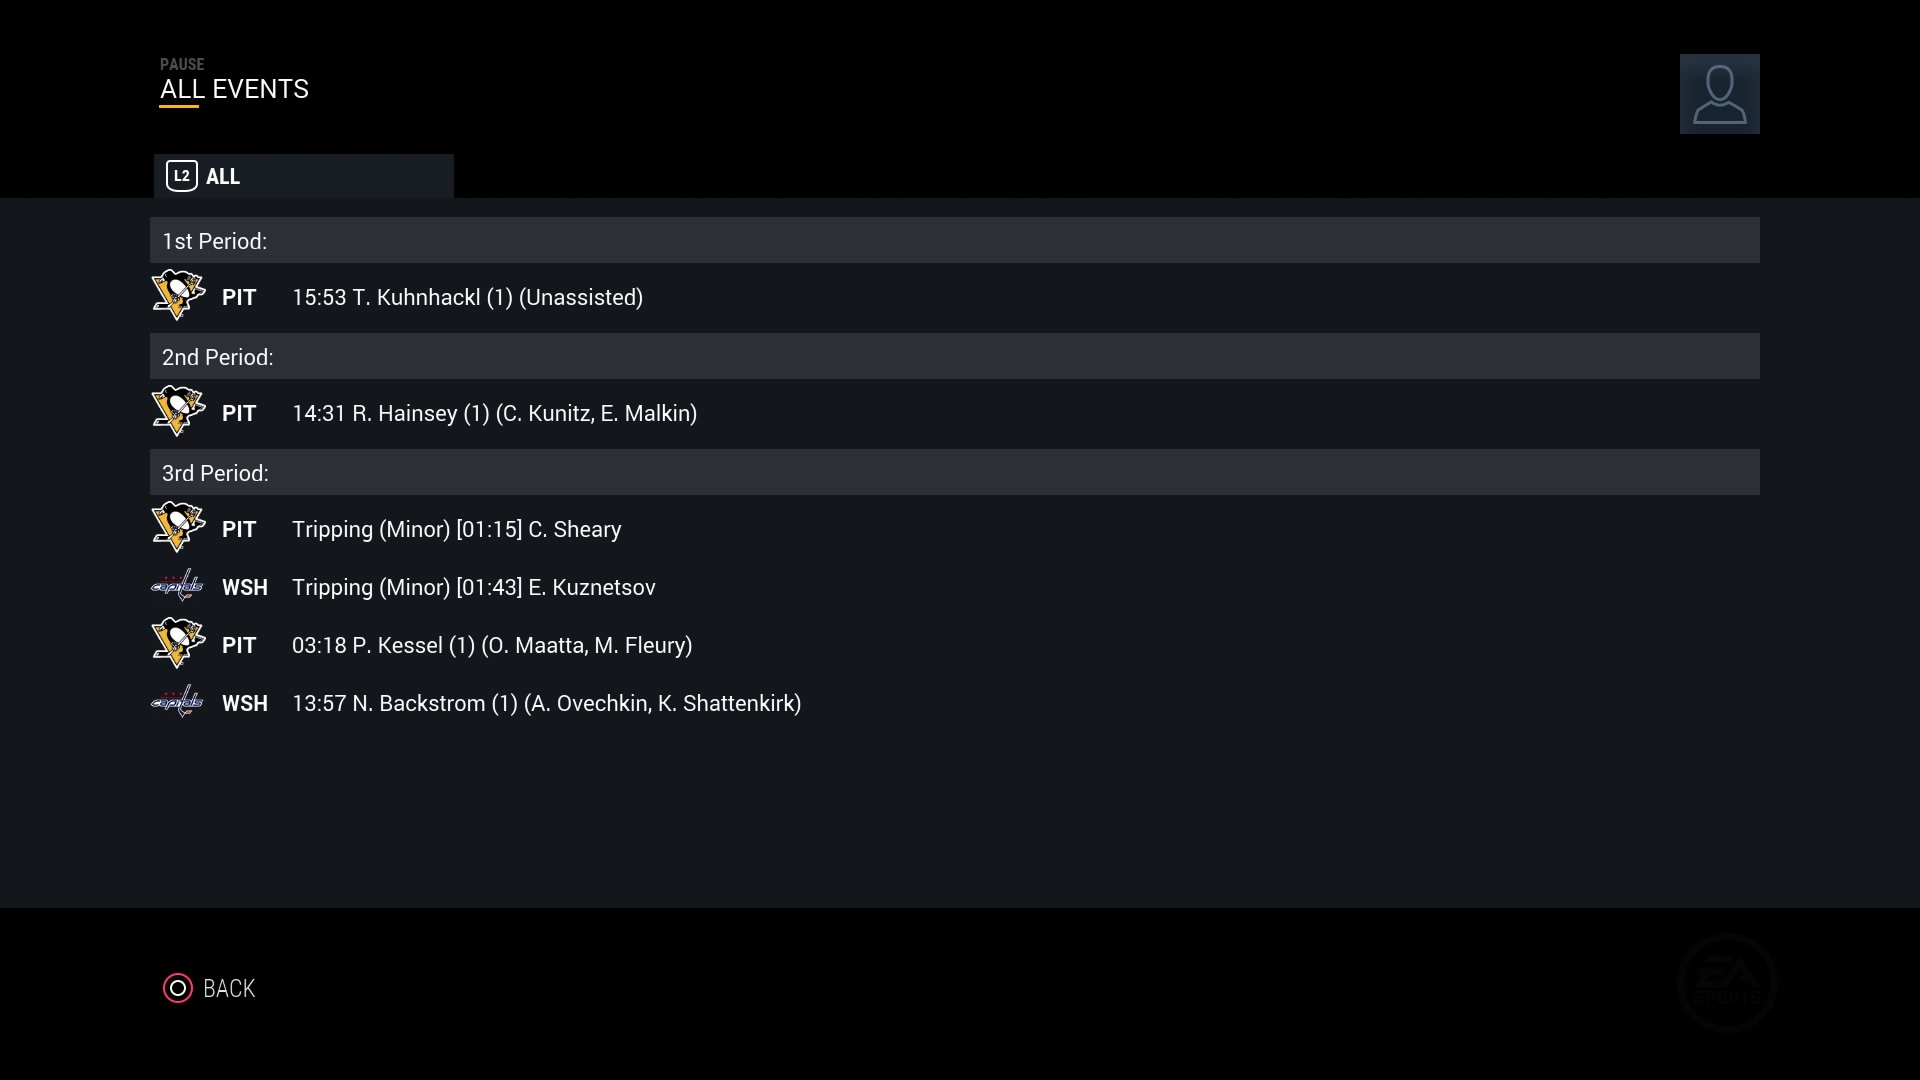 PAUSE
ALL EVENTS
L2 ALL
1st Period:
PIT 15:53 T. Kuhnhackl (1) (Unassisted)
2nd Period:
PIT 14:31 R. Hainsey (1) (C. Kunitz, E. Malkin)
3rd Period:
PIT Tripping (Minor) [01:15] C. Sheary
capitals WSH Tripping (Minor) [01:43] E. Kuznetsov
PIT 03:18 P. Kessel (1) (O. Maatta, M. Fleury)
capitals WSH 13:57 N. Backstrom (1) (A. Ovechkin, K. Shattenkirk)
BACK
EA
SPORTS